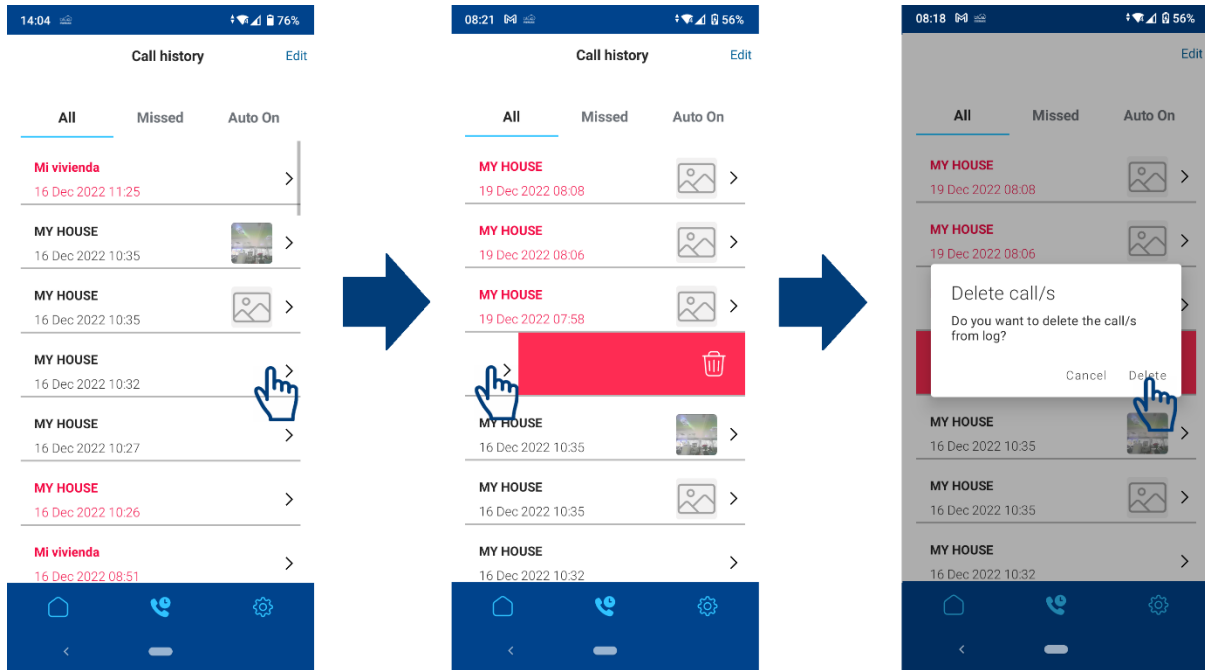 14:04 76%
Call history Edit
All Missed Auto On
Mi vivienda
16 Dec 2022 11:25
MY HOUSE
16 Dec 2022 10:35
MY HOUSE
16 Dec 2022 10:35
MY HOUSE
16 Dec 2022 10:32
MY HOUSE
16 Dec 2022 10:27
MY HOUSE
16 Dec 2022 10:26
Mi vivienda
16 Dec 2022 08:51
08:21 56%
Call history Edit
All Missed Auto On
MY HOUSE
19 Dec 2022 08:08
MY HOUSE
19 Dec 2022 08:06
MY HOUSE
19 Dec 2022 07:58
MY HOUSE
16 Dec 2022 10:35
MY HOUSE
16 Dec 2022 10:35
MY HOUSE
16 Dec 2022 10:32
08:18 56%
Edit
All Missed Auto On
MY HOUSE
19 Dec 2022 08:08
MY HOUSE
19 Dec 2022 08:06
Delete call/s
Do you want to delete the call/s
from log?
Cancel Delete
MY HOUSE
16 Dec 2022 10:35
MY HOUSE
16 Dec 2022 10:35
MY HOUSE
16 Dec 2022 10:32